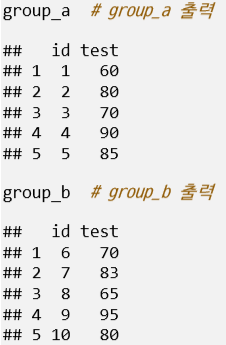 group_a  # group_a 출력
##   id test
## 1  1   60
## 2  2   80
## 3  3   70
## 4  4   90
## 5  5   85
group_b  # group_b 출력
##   id test
## 1  6   70
## 2  7   83
## 3  8   65
## 4  9   95
## 5 10   80